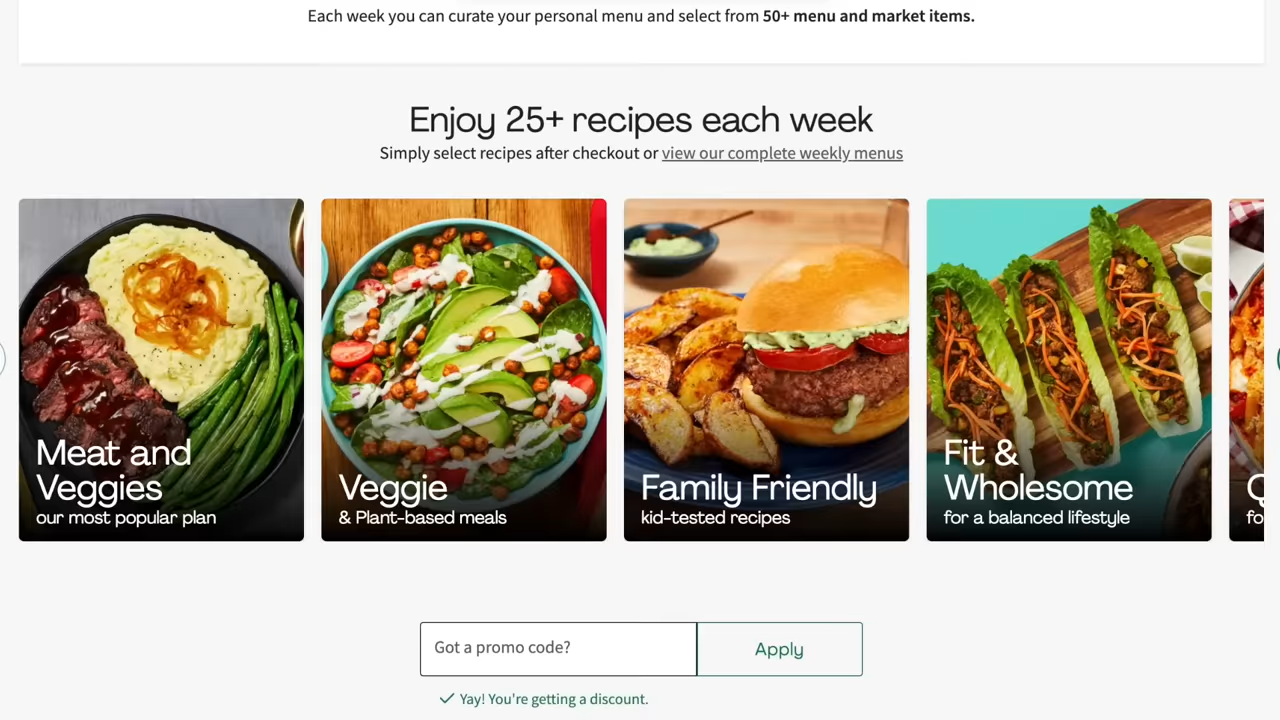 Each week you can curate your personal menu and select from 50+ menu and market items.
Enjoy 25+ recipes each week
Simply select recipes after checkout or view our complete weekly menus
Meat and
Veggies
our most popular plan
Veggie
& Plant-based meals
Family Friendly
kid-tested recipes
Fit &
Wholesome
for a balanced lifestyle
Got a promo code?
Apply
Yay! You're getting a discount.